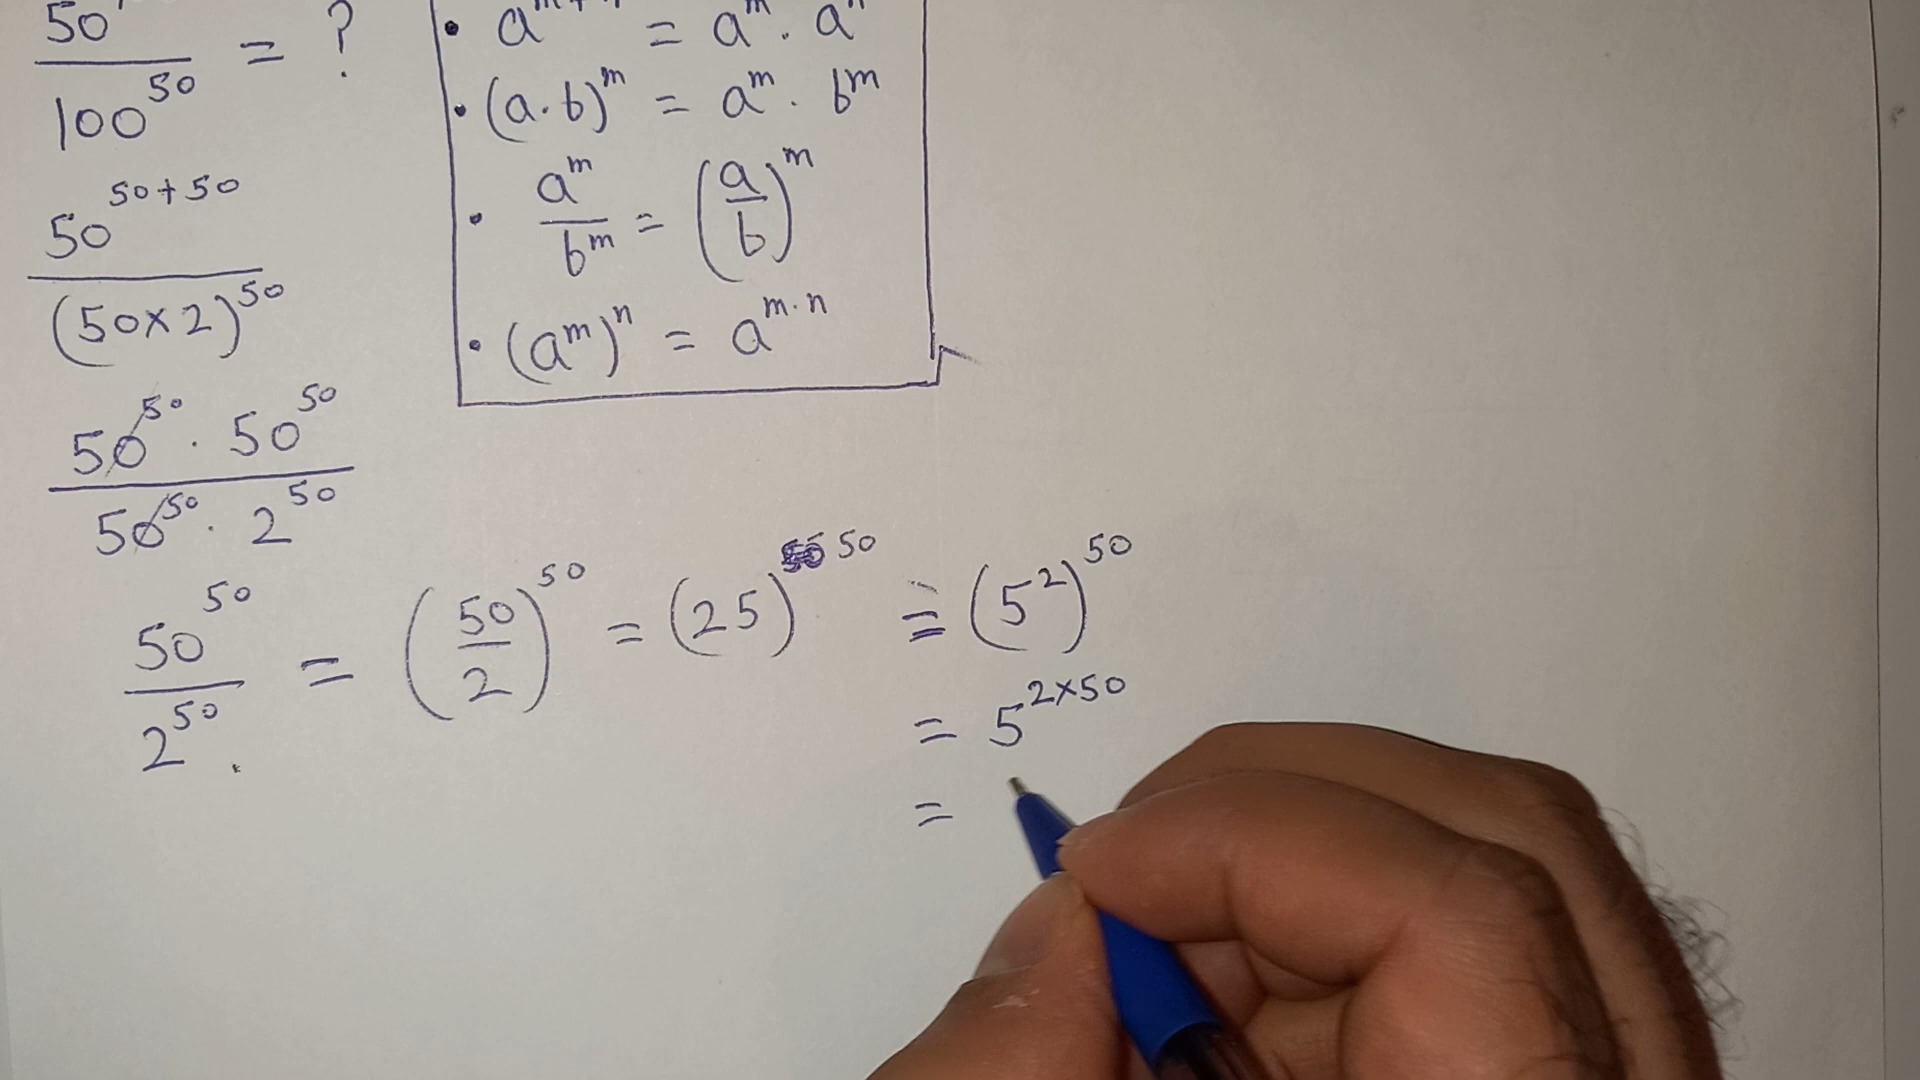 50
—— = ?
100^50
50^(50+50)
——
(50×2)^50
50^50 · 50^50
——
50^50 · 2^50
50^50 / 2^50 = (50/2)^50 = (25)^50 = (5^2)^50
= 5^(2×50)
=
• a^(m+n) = a^m · a^n
• (a·b)^m = a^m · b^m
• a^m / b^m = (a/b)^m
• (a^m)^n = a^(m·n)